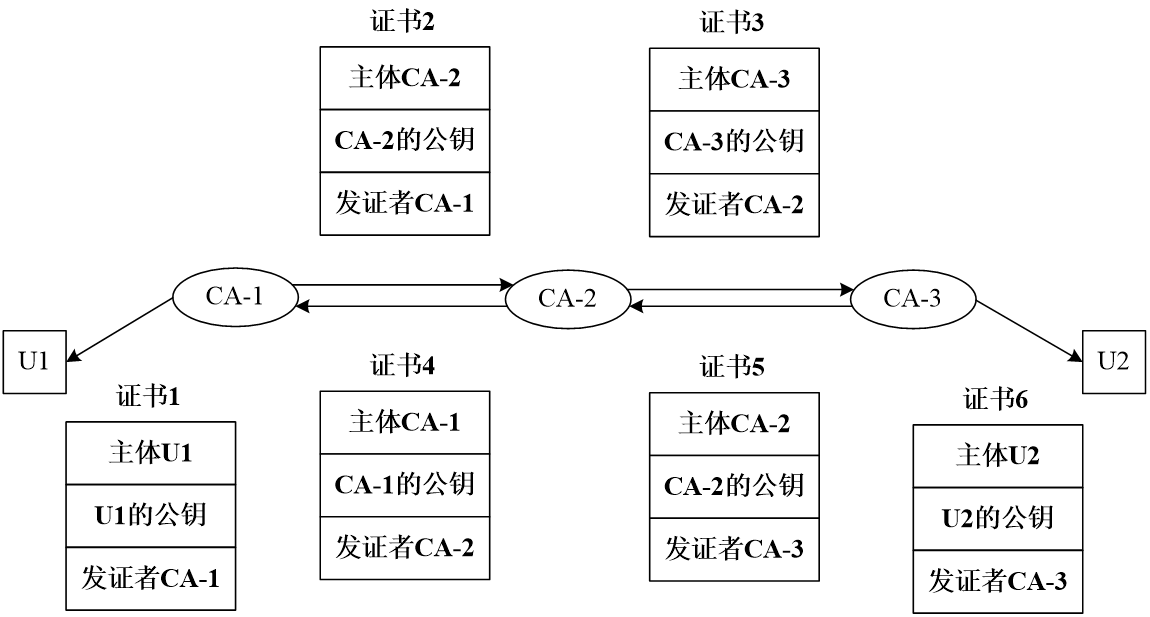 证书2
主体CA-2
CA-2的公钥
发证者CA-1
证书3
主体CA-3
CA-3的公钥
发证者CA-2
CA-1
CA-2
CA-3
U1
U2
证书1
主体U1
U1的公钥
发证者CA-1
证书4
主体CA-1
CA-1的公钥
发证者CA-2
证书5
主体CA-2
CA-2的公钥
发证者CA-3
证书6
主体U2
U2的公钥
发证者CA-3